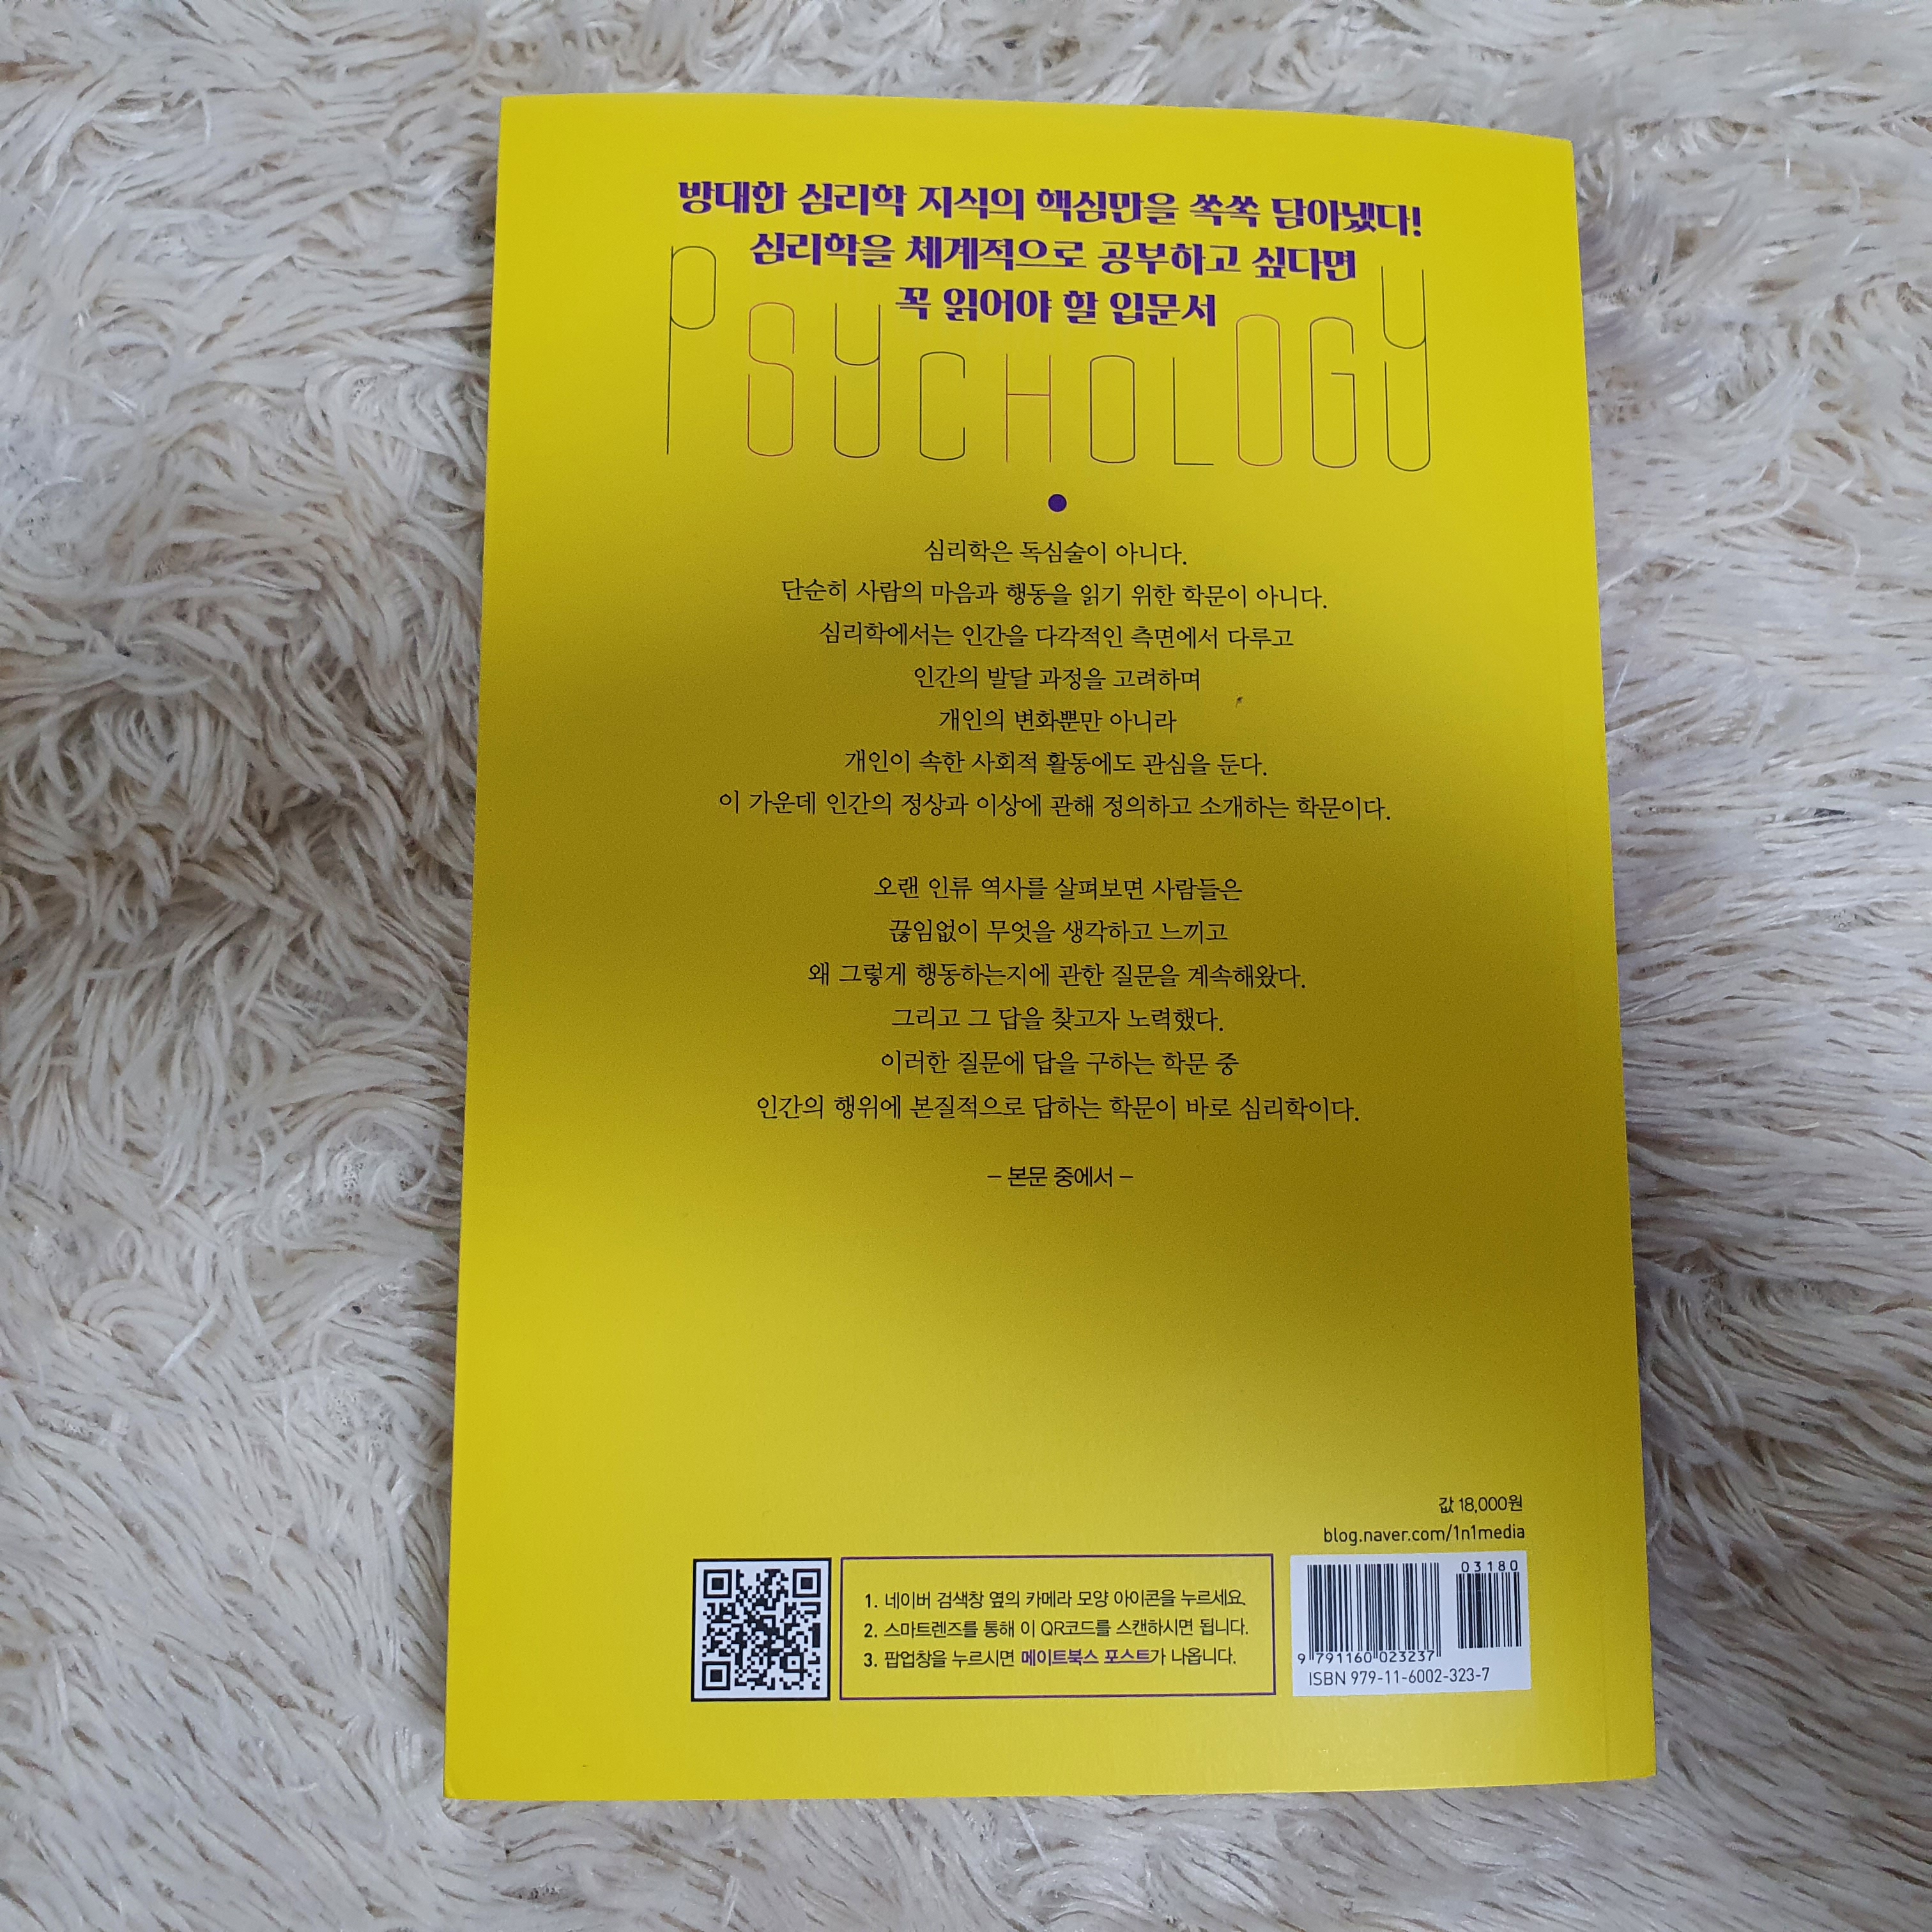 방대한 심리학 지식의 핵심만을 쏙쏙 담아냈다!
심리학을 체계적으로 공부하고 싶다면
꼭 읽어야 할 입문서
PSYCHOLOGY
심리학은 독심술이 아니다.
단순히 사람의 마음과 행동을 읽기 위한 학문이 아니다.
심리학에서는 인간을 다각적인 측면에서 다루고
인간의 발달 과정을 고려하며
개인의 변화뿐만 아니라
개인이 속한 사회적 활동에도 관심을 둔다.
이 가운데 인간의 정상과 이상에 관해 정의하고 소개하는 학문이다.
오랜 인류 역사를 살펴보면 사람들은
끊임없이 무엇을 생각하고 느끼고
왜 그렇게 행동하는지에 관한 질문을 계속해왔다.
그리고 그 답을 찾고자 노력했다.
이러한 질문에 답을 구하는 학문 중
인간의 행위에 본질적으로 답하는 학문이 바로 심리학이다.
– 본문 중에서 –
값 18,000원
blog.naver.com/1n1media
1. 네이버 검색창 옆의 카메라 모양 아이콘을 누르세요.
2. 스마트렌즈를 통해 이 QR코드를 스캔하시면 됩니다.
3. 팝업창을 누르시면 메이트북스 포스트가 나옵니다.
03180
9 791160 023237
ISBN 979-11-6002-323-7